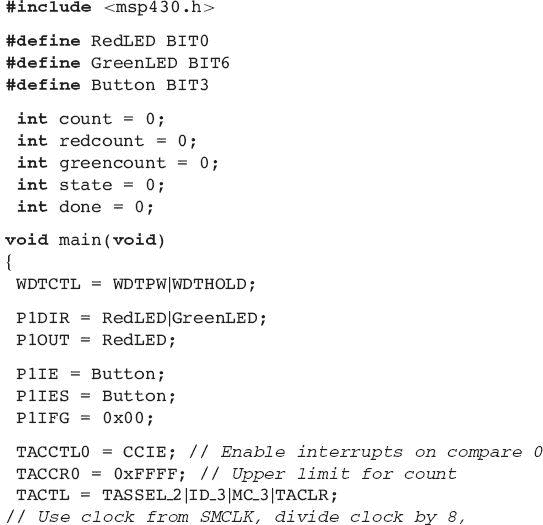 #include <msp430.h>
#define RedLED BIT0
#define GreenLED BIT6
#define Button BIT3
int count = 0;
int redcount = 0;
int greencount = 0;
int state = 0;
int done = 0;
void main(void)
{
WDTCTL = WDTPW|WDTHOLD;
P1DIR = RedLED|GreenLED;
P1OUT = RedLED;
P1IE = Button;
P1IES = Button;
P1IFG = 0x00;
TACCTL0 = CCIE; // Enable interrupts on compare 0
TACCR0 = 0xFFFF; // Upper limit for count
TACTL = TASSEL_2|ID_3|MC_3|TACLR;
// Use clock from SMCLK, divide clock by 8,